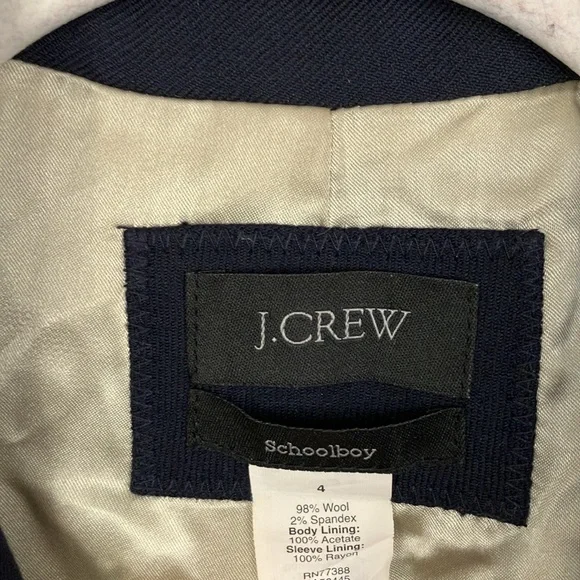 J.CREW
Schoolboy
4
98% Wool
2% Spandex
Body Lining:
100% Acetate
Sleeve Lining:
100% Rayon
RN77388